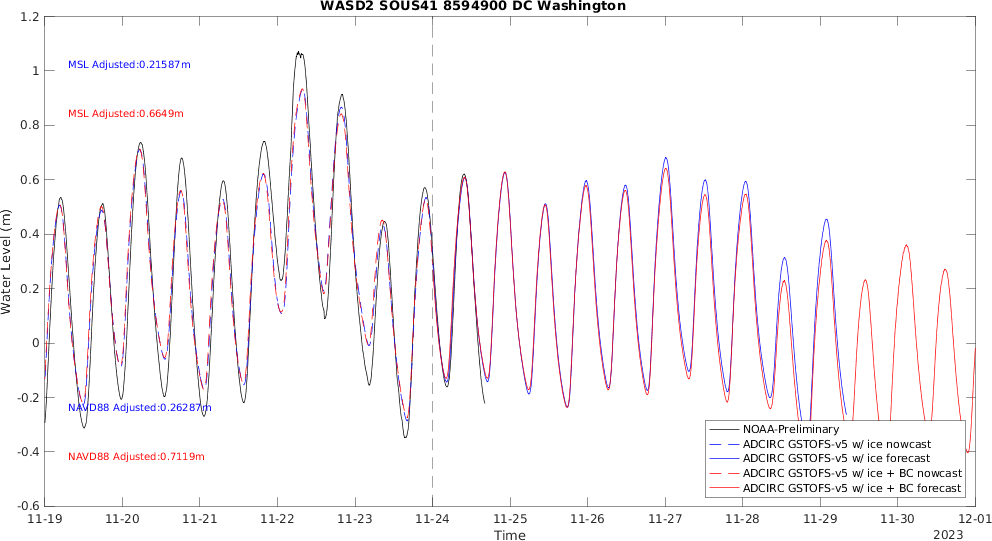 WASD2 SOUS41 8594900 DC Washington
1.2
1
0.8
0.6
0.4
0.2
0
-0.2
-0.4
-0.6
Water Level (m)
MSL Adjusted:0.21587m
MSL Adjusted:0.6649m
NAVD88 Adjusted:0.26287m
NAVD88 Adjusted:0.7119m
NOAA-Preliminary
ADCIRC GSTOFS-v5 w/ ice nowcast
ADCIRC GSTOFS-v5 w/ ice forecast
ADCIRC GSTOFS-v5 w/ ice + BC nowcast
ADCIRC GSTOFS-v5 w/ ice + BC forecast
11-19 11-20 11-21 11-22 11-23 11-24 11-25 11-26 11-27 11-28 11-29 11-30 12-01
Time
2023